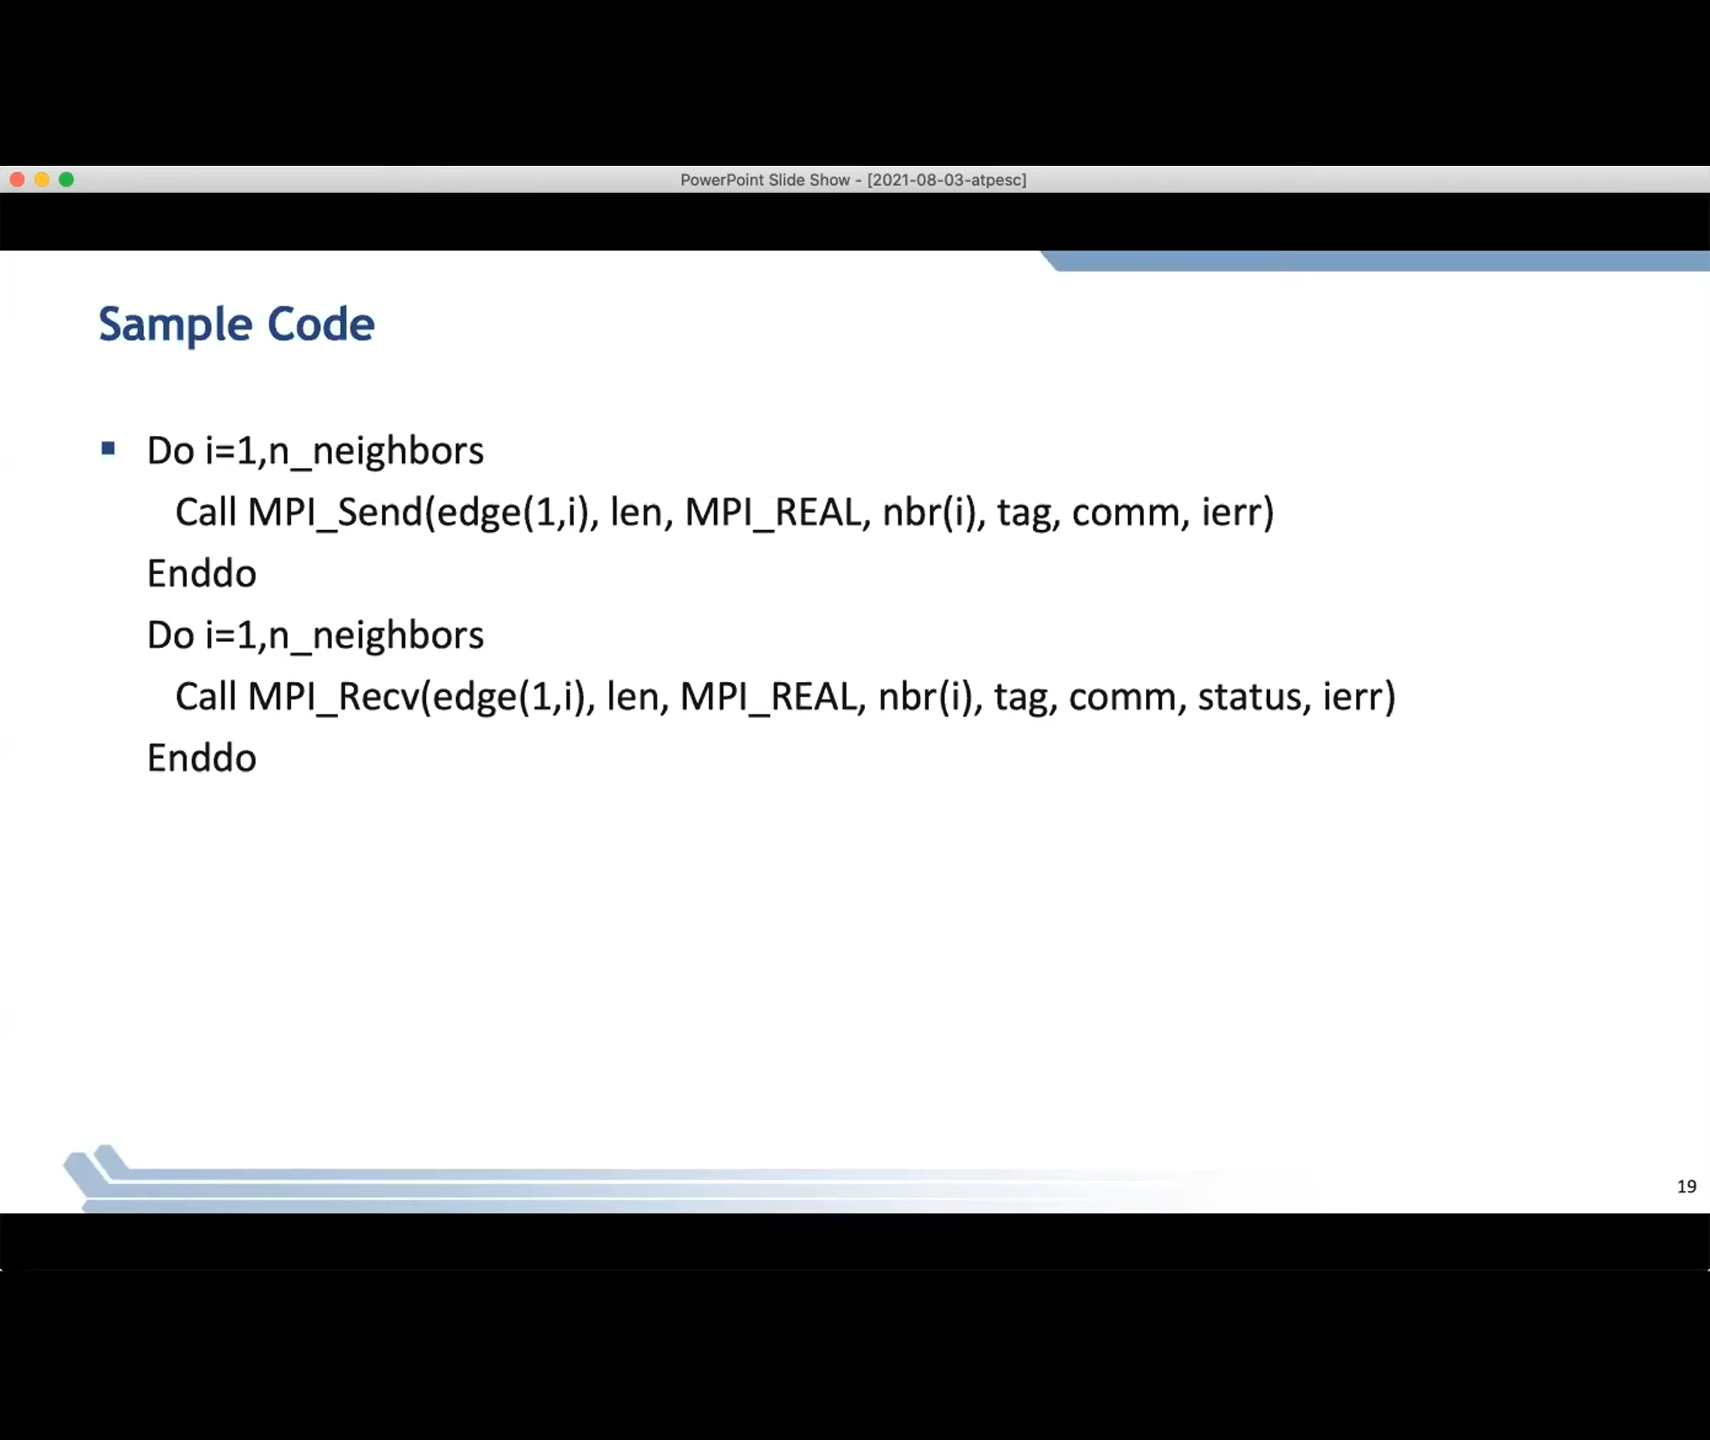 PowerPoint Slide Show - [2021-08-03-atpesc]
Sample Code
▪ Do i=1,n_neighbors
Call MPI_Send(edge(1,i), len, MPI_REAL, nbr(i), tag, comm, ierr)
Enddo
Do i=1,n_neighbors
Call MPI_Recv(edge(1,i), len, MPI_REAL, nbr(i), tag, comm, status, ierr)
Enddo
19